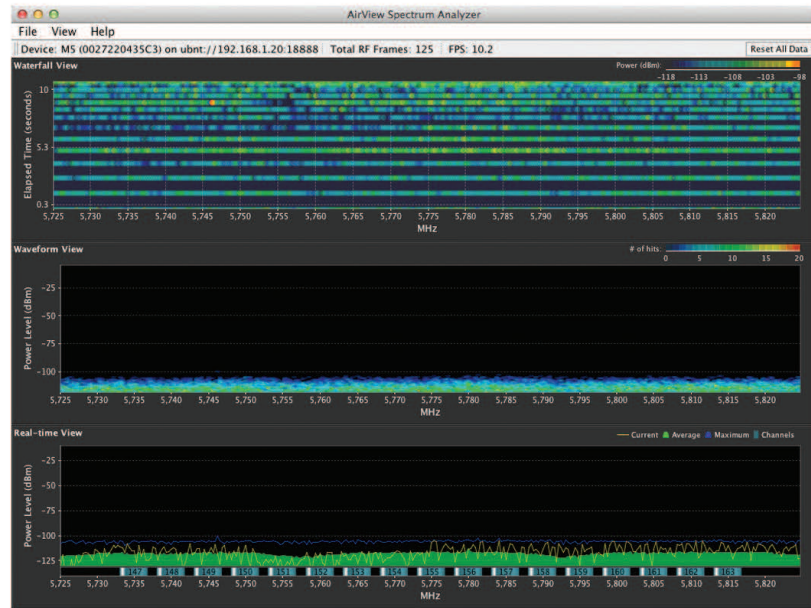 AirView Spectrum Analyzer
File View Help
Device: M5 (0027220435C3) on ubnt://192.168.1.20:18888 Total RF Frames: 125 FPS: 10.2 Reset All Data
Waterfall View
Power (dBm)
-118 -113 -108 -103 -98
Elapsed Time (seconds)
10
5.3
0.3
5,725 5,730 5,735 5,740 5,745 5,750 5,755 5,760 5,765 5,770 5,775 5,780 5,785 5,790 5,795 5,800 5,805 5,810 5,815 5,820
MHz
Waveform View
# of hits:
0 5 10 15 20
Power Level (dBm)
-25
-50
-75
-100
5,725 5,730 5,735 5,740 5,745 5,750 5,755 5,760 5,765 5,770 5,775 5,780 5,785 5,790 5,795 5,800 5,805 5,810 5,815 5,820
MHz
Real-time View
Current Average Maximum Channels
Power Level (dBm)
-25
-50
-75
-100
-125
147 148 149 150 151 152 153 154 155 156 157 158 159 160 161 162 163
5,725 5,730 5,735 5,740 5,745 5,750 5,755 5,760 5,765 5,770 5,775 5,780 5,785 5,790 5,795 5,800 5,805 5,810 5,815 5,820
MHz